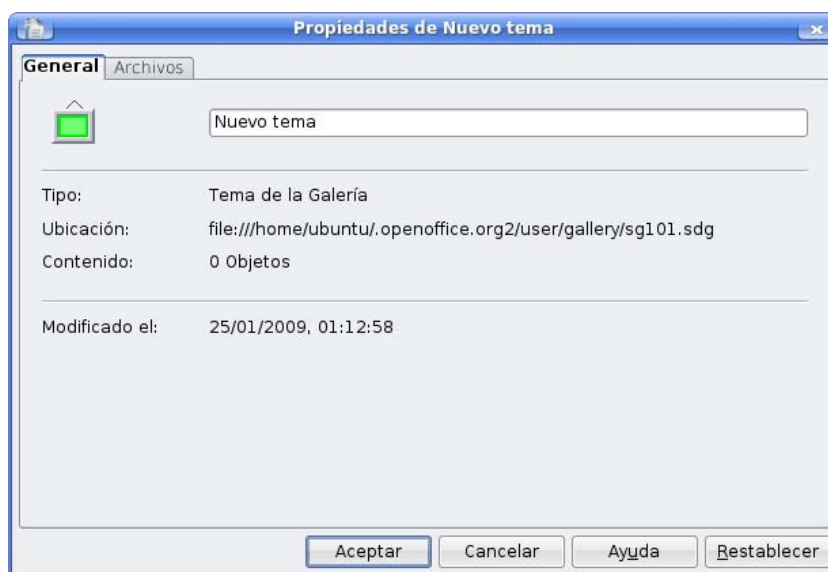 Propiedades de Nuevo tema
General Archivos
Nuevo tema
Tipo: Tema de la Galería
Ubicación: file:///home/ubuntu/.openoffice.org2/user/gallery/sg101.sdg
Contenido: 0 Objetos
Modificado el: 25/01/2009, 01:12:58
Aceptar Cancelar Ayuda Restablecer